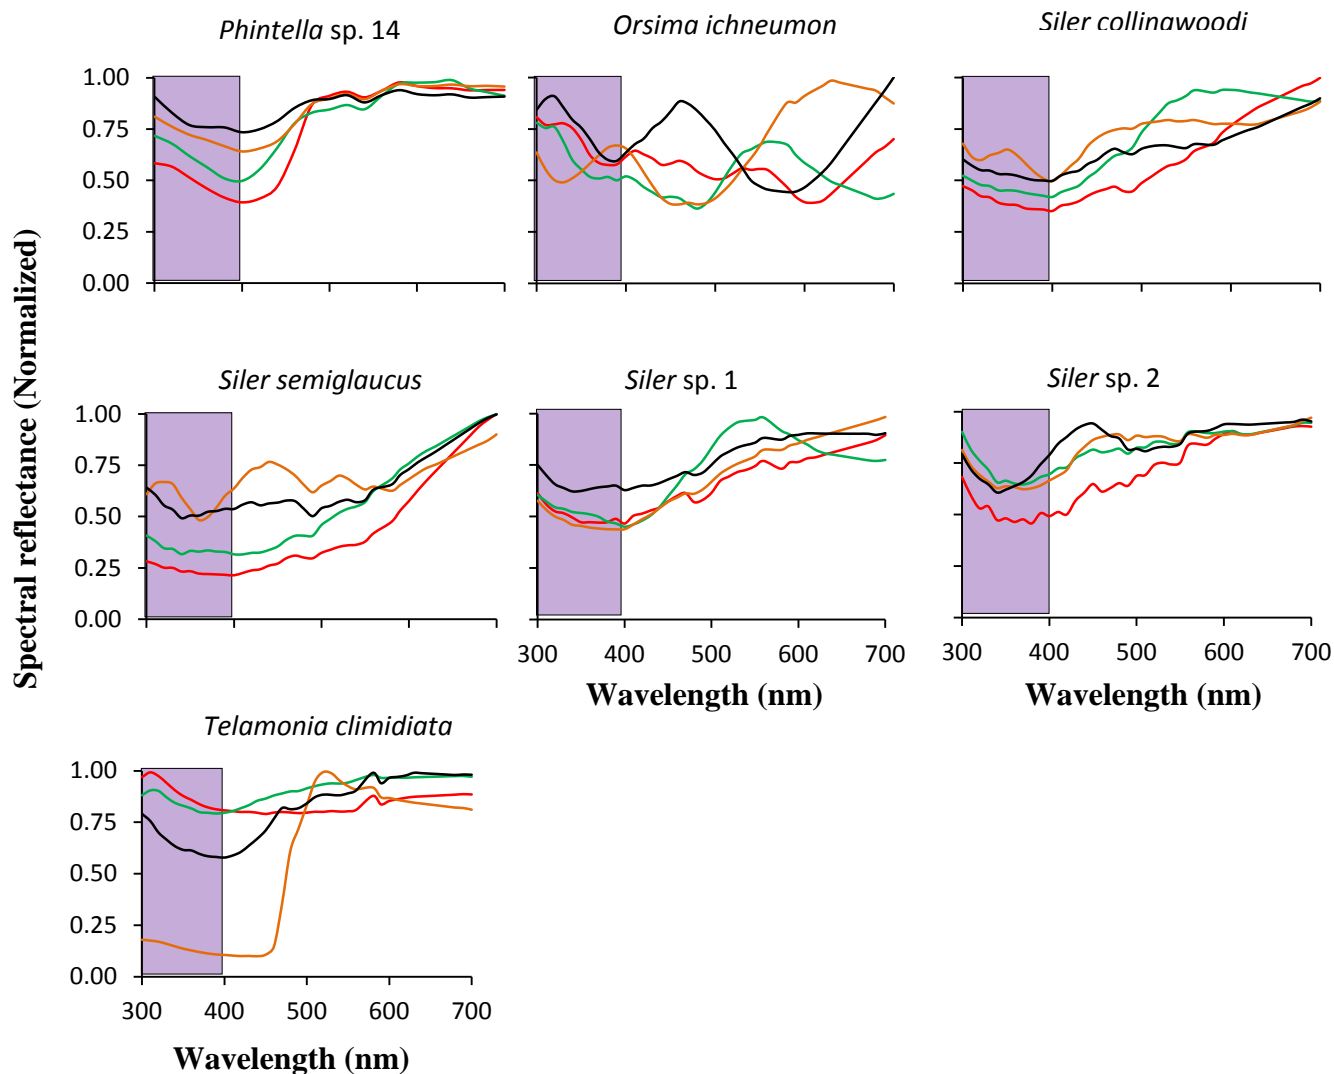 Phintella sp. 14
Orsima ichneumon
Siler collinawoodi
1.00
0.75
0.50
0.25
0.00
Spectral reflectance (Normalized)
Siler semiglaucus
Siler sp. 1
Siler sp. 2
1.00
0.75
0.50
0.25
0.00
300 400 500 600 700
300 400 500 600 700
Wavelength (nm)
Wavelength (nm)
Telamonia climidiata
1.00
0.75
0.50
0.25
0.00
300 400 500 600 700
Wavelength (nm)